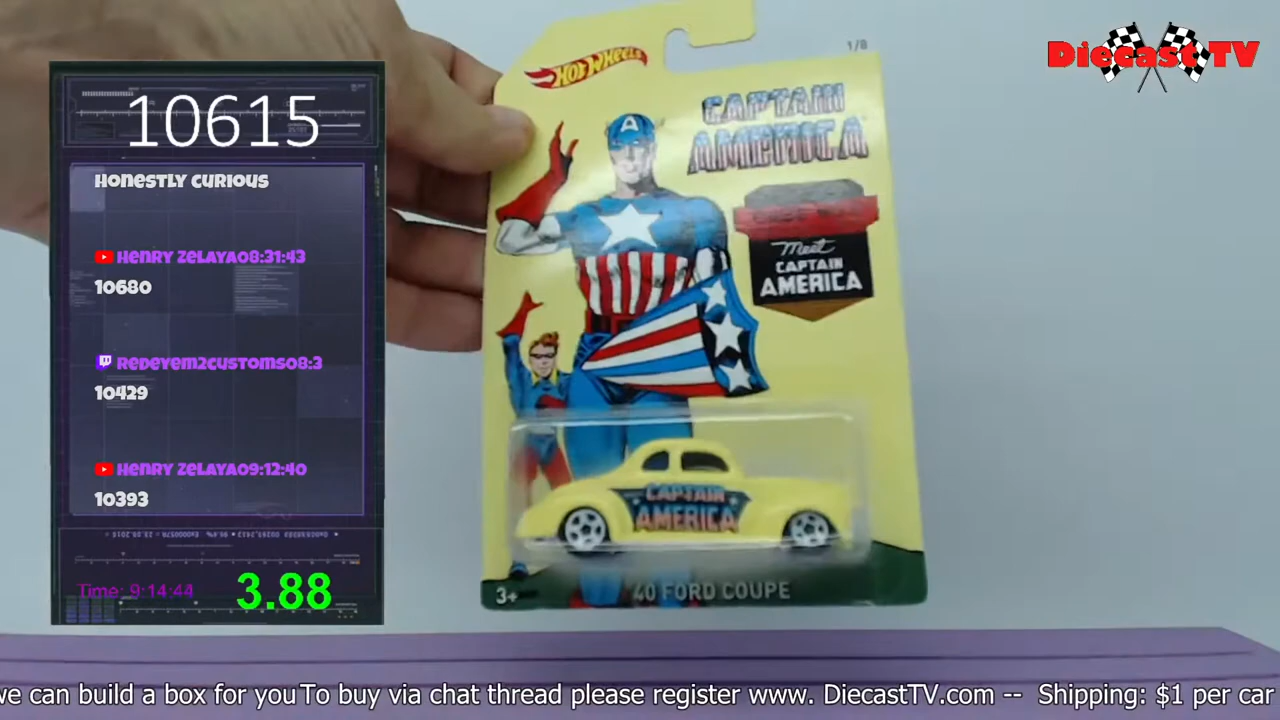 10615
HONESTLY CURIOUS
HENRY ZELAYA08:31:43
10680
REDEYEM2CUSTOMS08:3
10429
HENRY ZELAYA09:12:40
10393
Time: 9:14:44
3.88
HOT WHEELS
1/8
CAPTAIN
AMERICA
A
Meet
CAPTAIN
AMERICA
CAPTAIN
AMERICA
3+
40 FORD COUPE
Diecast TV
we can build a box for you To buy via chat thread please register www. DiecastTV.com -- Shipping: $1 per car